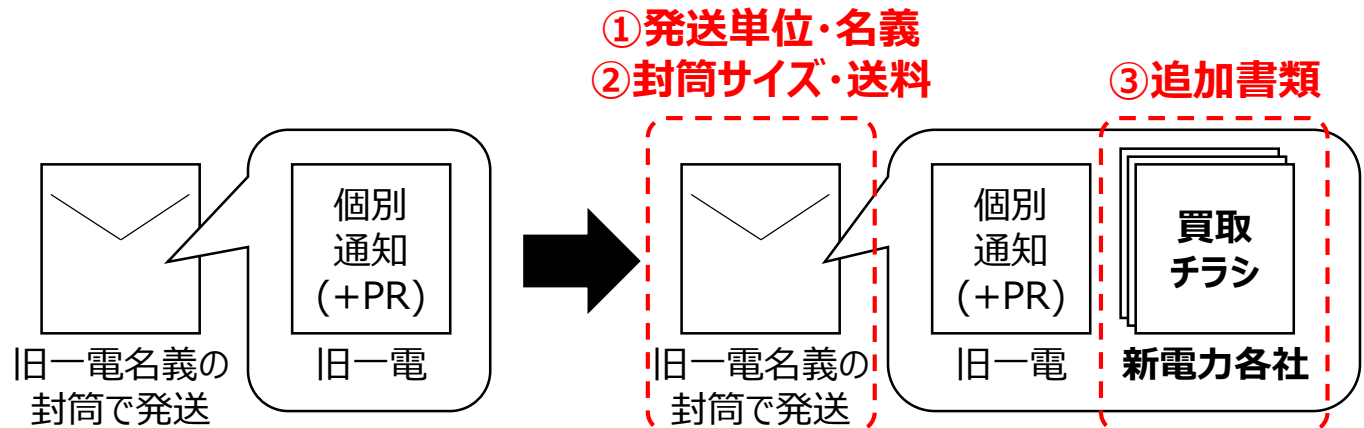 ①発送単位・名義
②封筒サイズ・送料
③追加書類
旧一電名義の
封筒で発送
個別
通知
(+PR)
旧一電
旧一電名義の
封筒で発送
個別
通知
(+PR)
旧一電
買取
チラシ
新電力各社